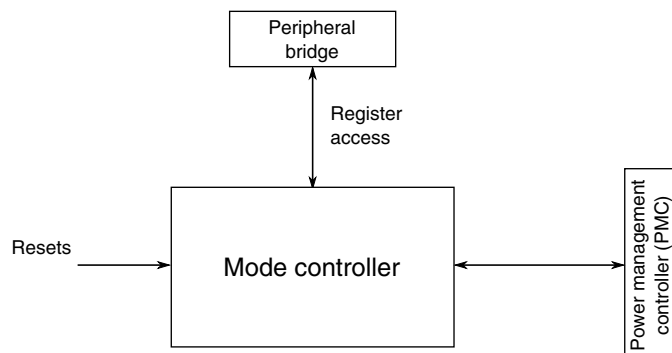 Peripheral
bridge
Register
access
Resets
Mode controller
Power management
controller (PMC)